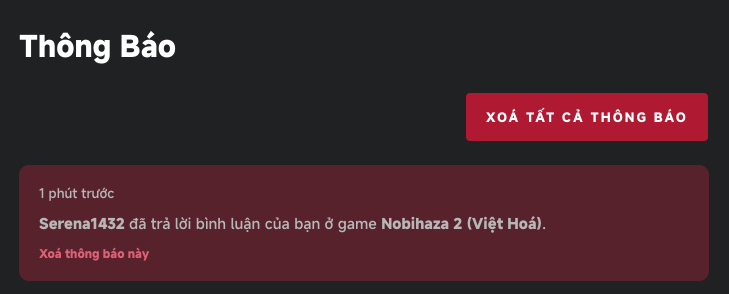 Thông Báo
XOÁ TẤT CẢ THÔNG BÁO
1 phút trước
Serena1432 đã trả lời bình luận của bạn ở game Nobihaza 2 (Việt Hoá).
Xoá thông báo này